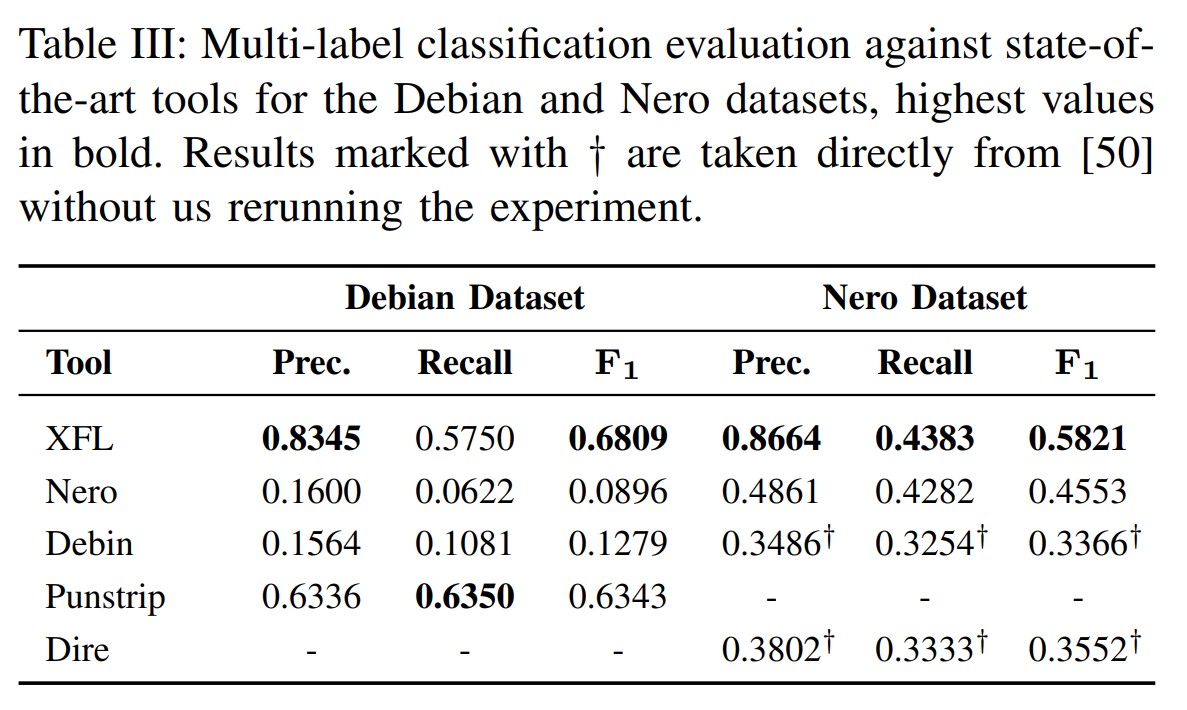 Table III: Multi-label classification evaluation against state-of-
the-art tools for the Debian and Nero datasets, highest values
in bold. Results marked with † are taken directly from [50]
without us rerunning the experiment.
Debian Dataset Nero Dataset
Tool Prec. Recall F₁ Prec. Recall F₁
XFL 0.8345 0.5750 0.6809 0.8664 0.4383 0.5821
Nero 0.1600 0.0622 0.0896 0.4861 0.4282 0.4553
Debin 0.1564 0.1081 0.1279 0.3486† 0.3254† 0.3366†
Punstrip 0.6336 0.6350 0.6343 - - -
Dire - - - 0.3802† 0.3333† 0.3552†